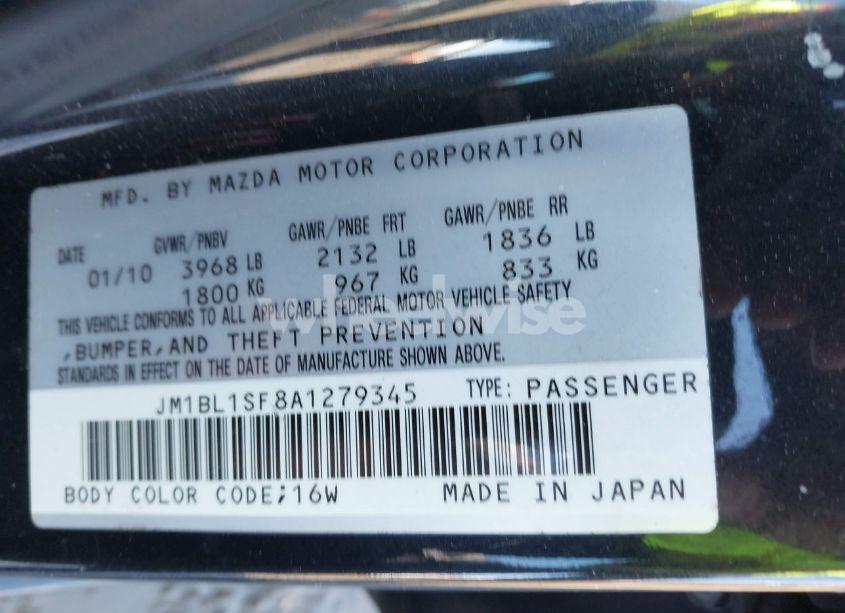 MFD. BY MAZDA MOTOR CORPORATION
DATE GVWR/PNBV GAWR/PNBE FRT GAWR/PNBE RR
01/10 3968 LB 2132 LB 1836 LB
1800 KG 967 KG 833 KG
THIS VEHICLE CONFORMS TO ALL APPLICABLE FEDERAL MOTOR VEHICLE SAFETY
,BUMPER,AND THEFT PREVENTION
STANDARDS IN EFFECT ON THE DATE OF MANUFACTURE SHOWN ABOVE.
JM1BL1SF8A1279345 TYPE: PASSENGER
BODY COLOR CODE;16W MADE IN JAPAN
wheelwise